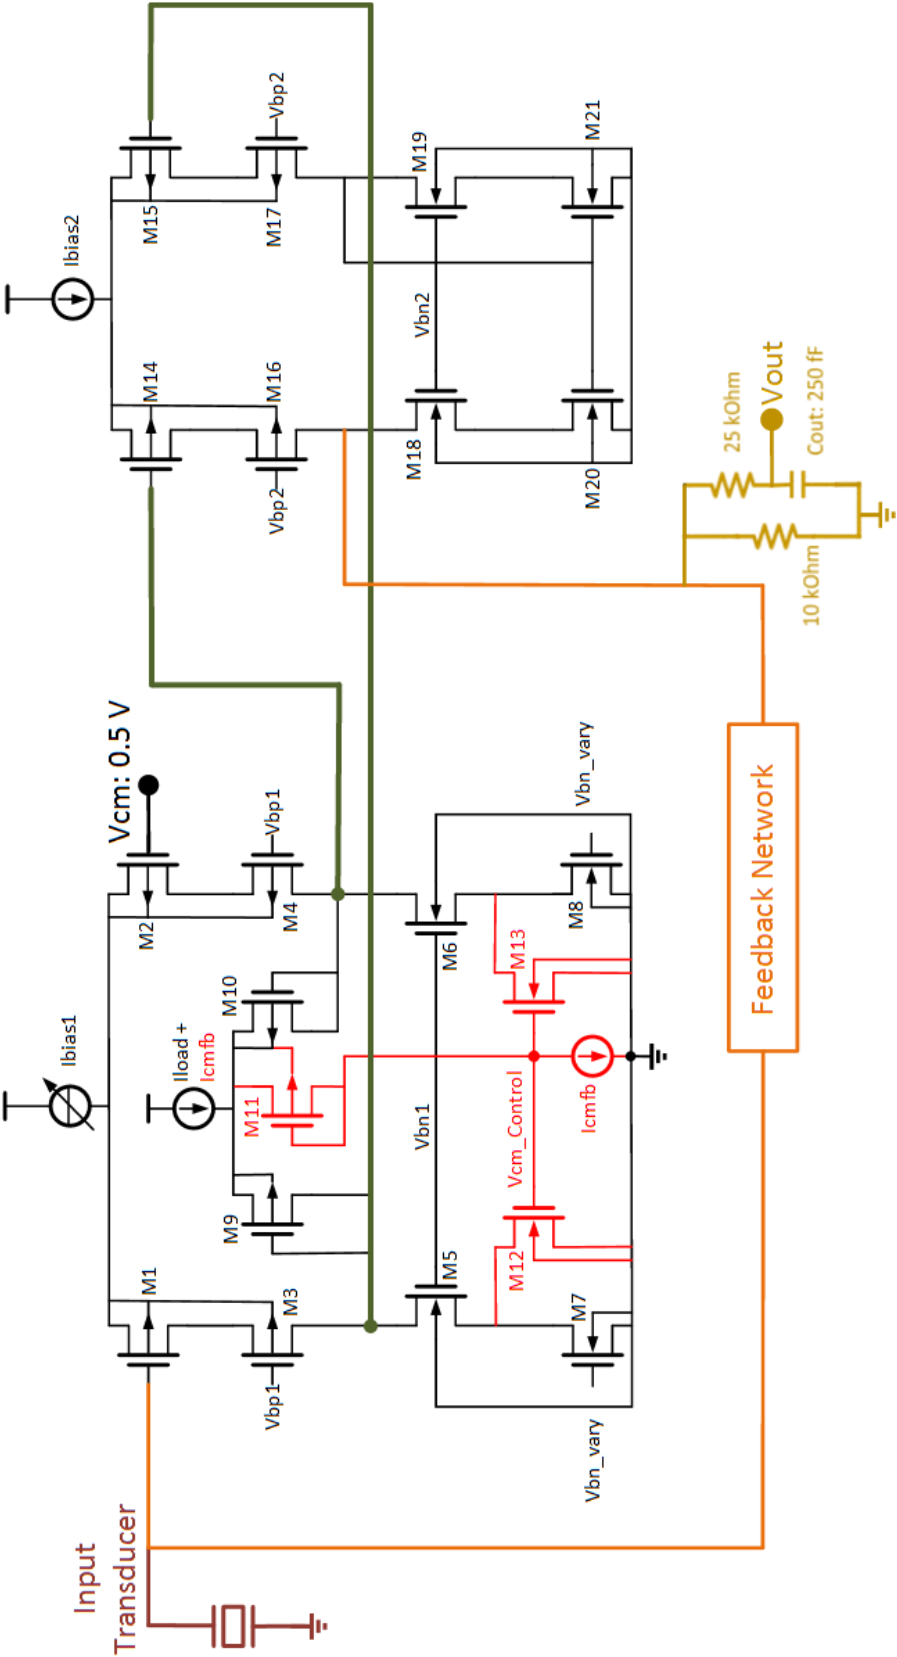 Input
Transducer
Vbp1
M1
M3
Ibias1
M9
Iload +
Icmfb
M11
M10
M2
M4
Vbp1
Vcm: 0.5 V
Vbn_vary
M7
M5
M12
Vbn1
Vcm_Control
Icmfb
M6
M13
M8
Vbn_vary
Ibias2
M14
M16
Vbp2
M15
M17
Vbp2
M18
Vbn2
M19
M20
M21
Feedback Network
10 kOhm
25 kOhm
Vout
Cout: 250 fF